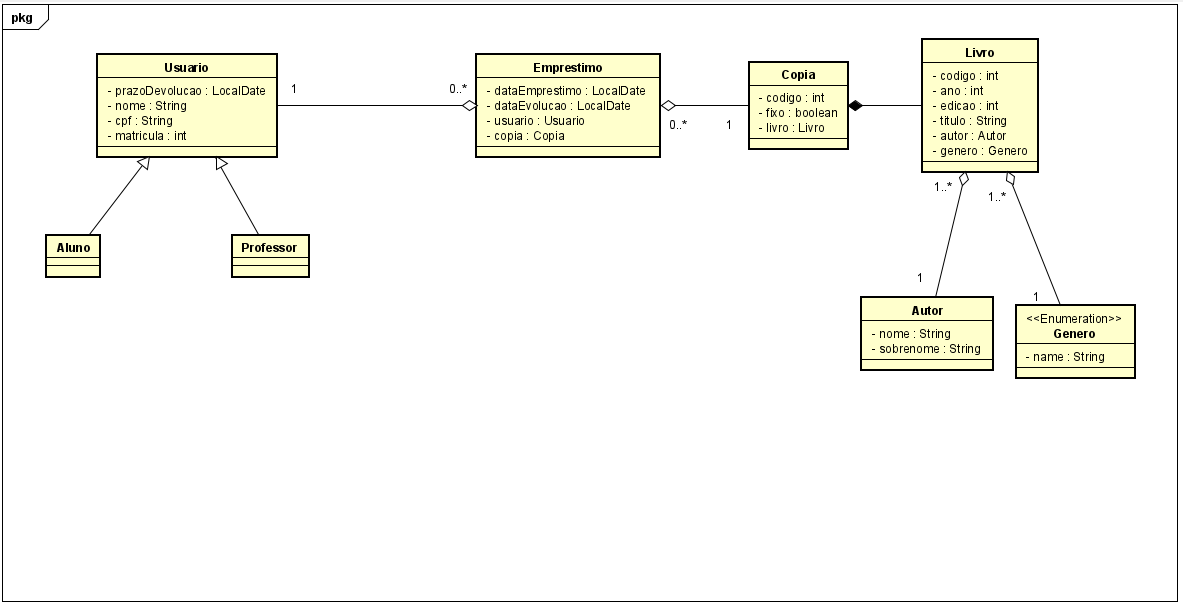 pkg
Usuario
- prazoDevolucao : LocalDate
- nome : String
- cpf : String
- matricula : int
1
0..*
Emprestimo
- dataEmprestimo : LocalDate
- dataEvolucao : LocalDate
- usuario : Usuario
- copia : Copia
0..*
1
Copia
- codigo : int
- fixo : boolean
- livro : Livro
Livro
- codigo : int
- ano : int
- edicao : int
- titulo : String
- autor : Autor
- genero : Genero
1..*
1..*
Aluno
Professor
1
1
Autor
- nome : String
- sobrenome : String
<<Enumeration>>
Genero
- name : String